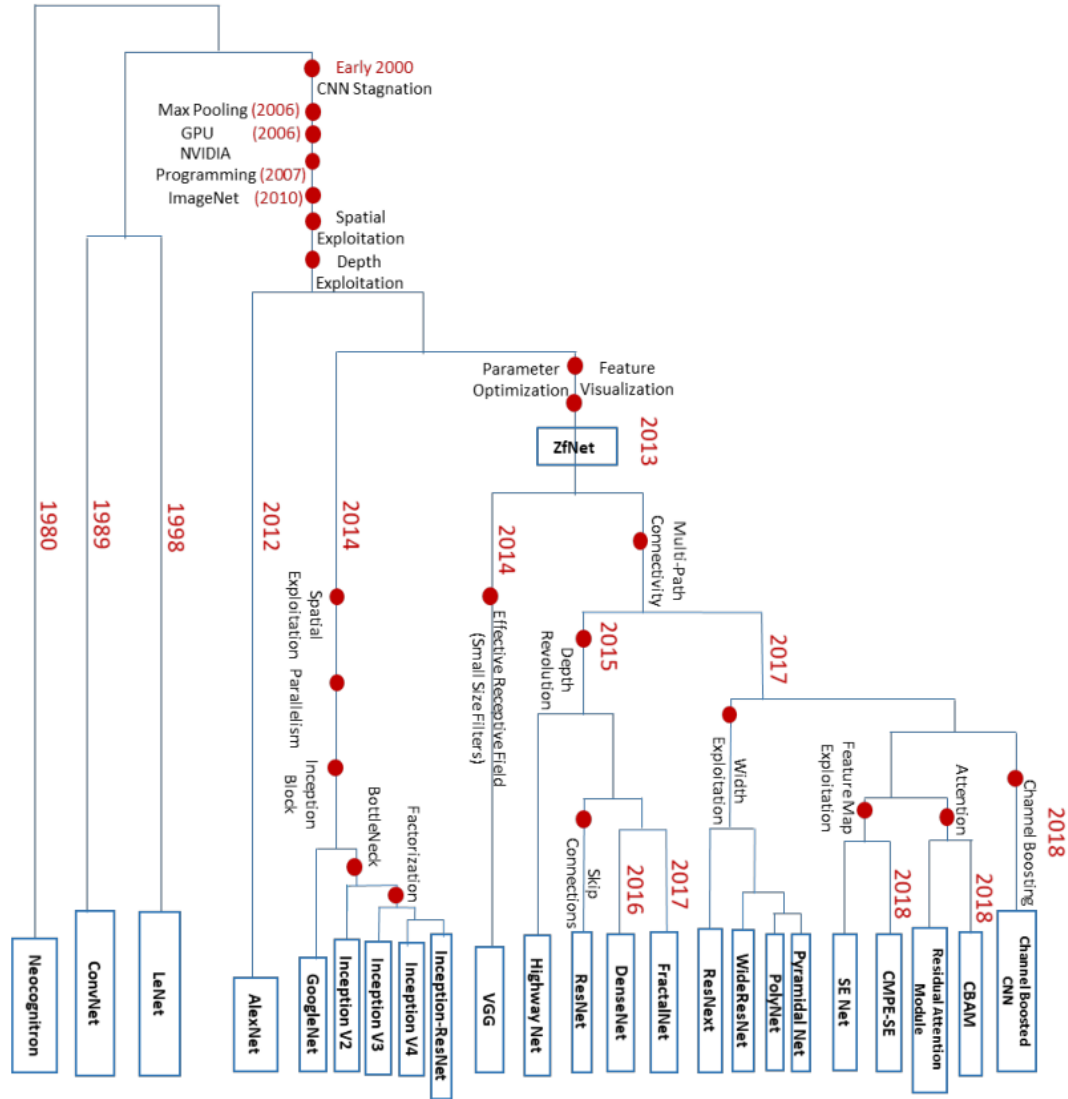 Early 2000
CNN Stagnation
Max Pooling (2006)
GPU (2006)
NVIDIA
Programming (2007)
ImageNet (2010)
Spatial
Exploitation
Depth
Exploitation
Parameter
Optimization
Feature
Visualization
ZfNet
2013
1980
1989
1998
2012
2014
Spatial
Exploitation
Parallelism
Inception
Block
BottleNeck
Factorization
2014
Effective Receptive Field
(Small Size Filters)
Multi-Path
Connectivity
2015
Depth
Revolution
Skip
Connections
2016
2017
2017
Width
Exploitation
Feature Map
Exploitation
2018
Attention
2018
Channel Boosting
2018
Neocognitron
ConvNet
LeNet
AlexNet
GoogleNet
Inception V2
Inception V3
Inception V4
Inception-ResNet
VGG
Highway Net
ResNet
DenseNet
FractalNet
ResNext
WideResNet
PolyNet
Pyramidal Net
SE Net
CMPE-SE
Residual Attention
Module
CBAM
Channel Boosted
CNN